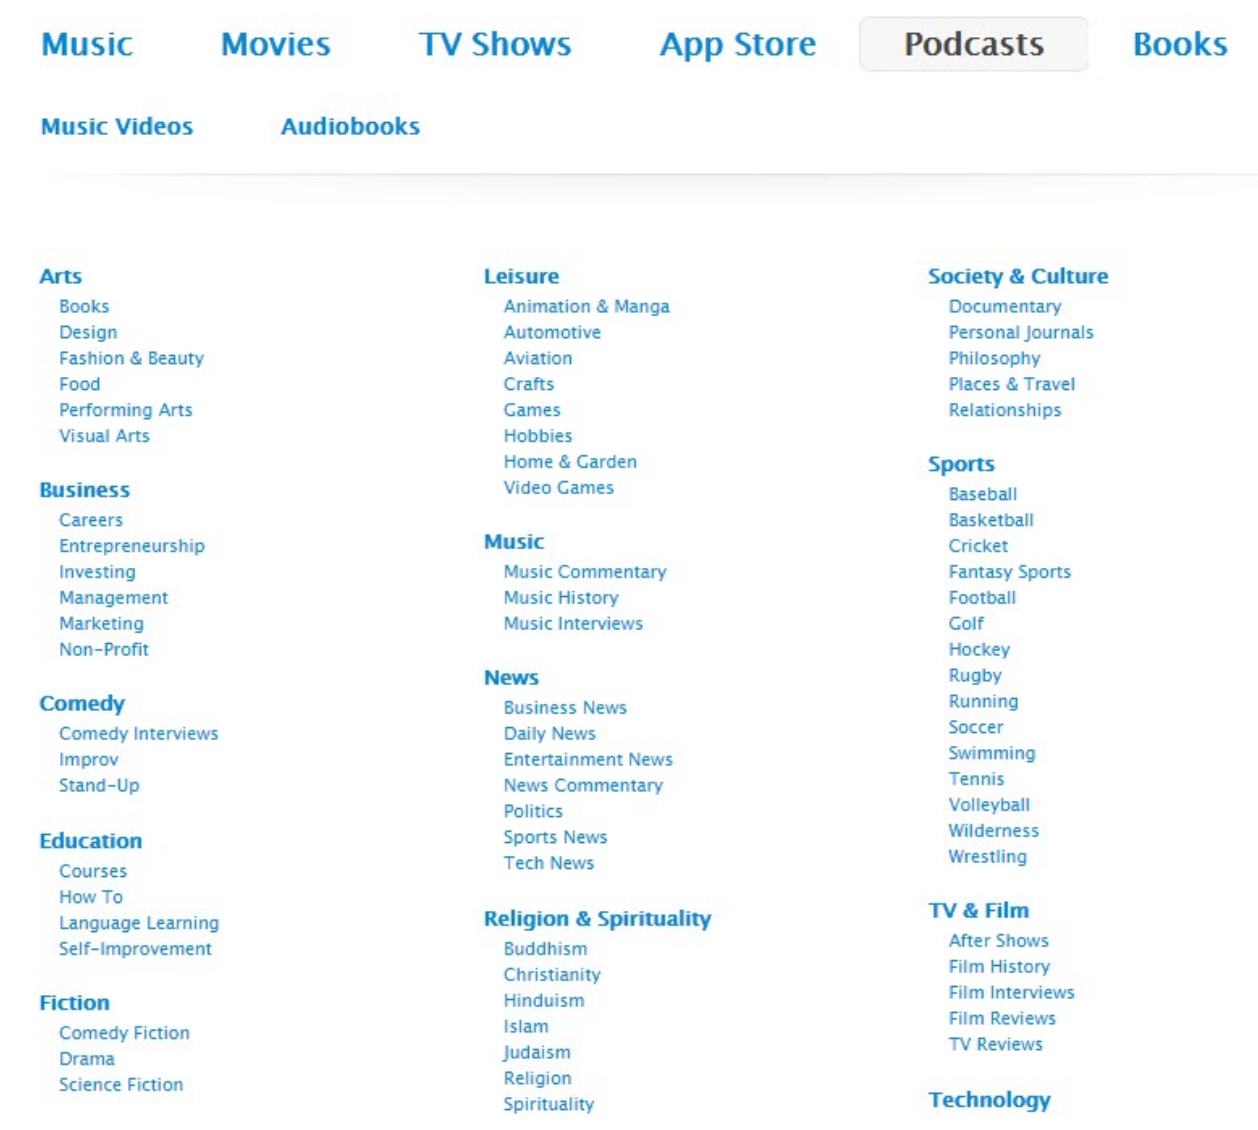 Music Movies TV Shows App Store Podcasts Books
Music Videos Audiobooks
Arts
Books
Design
Fashion & Beauty
Food
Performing Arts
Visual Arts
Business
Careers
Entrepreneurship
Investing
Management
Marketing
Non-Profit
Comedy
Comedy Interviews
Improv
Stand-Up
Education
Courses
How To
Language Learning
Self-Improvement
Fiction
Comedy Fiction
Drama
Science Fiction
Leisure
Animation & Manga
Automotive
Aviation
Crafts
Games
Hobbies
Home & Garden
Video Games
Music
Music Commentary
Music History
Music Interviews
News
Business News
Daily News
Entertainment News
News Commentary
Politics
Sports News
Tech News
Religion & Spirituality
Buddhism
Christianity
Hinduism
Islam
Judaism
Religion
Spirituality
Society & Culture
Documentary
Personal Journals
Philosophy
Places & Travel
Relationships
Sports
Baseball
Basketball
Cricket
Fantasy Sports
Football
Golf
Hockey
Rugby
Running
Soccer
Swimming
Tennis
Volleyball
Wilderness
Wrestling
TV & Film
After Shows
Film History
Film Interviews
Film Reviews
TV Reviews
Technology